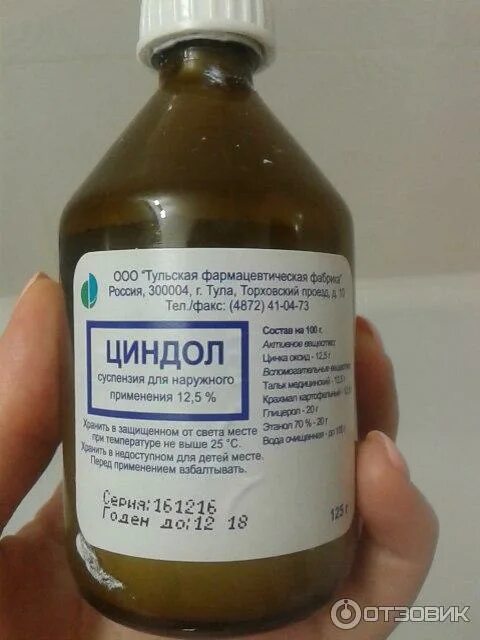 ООО "Тульская фармацевтическая фабрика"
Россия, 300004, г. Тула, Торховский проезд, д. 10
Тел./факс: (4872) 41-04-73
ЦИНДОЛ
суспензия для наружного
применения 12,5 %
Хранить в защищенном от света месте
при температуре не выше 25 °C.
Хранить в недоступном для детей месте.
Перед применением взбалтывать.
Серия:161216
Годен до:12 18
Состав на 100 г.
Активное вещество:
Цинка оксид - 12,5 г
Вспомогательные вещества:
Тальк медицинский - 12,5 г
Крахмал картофельный -
Глицерол - 20 г
Этанол 70 % - 20 г
Вода очищенная - до 100 г
125 г
ОТЗОВИК